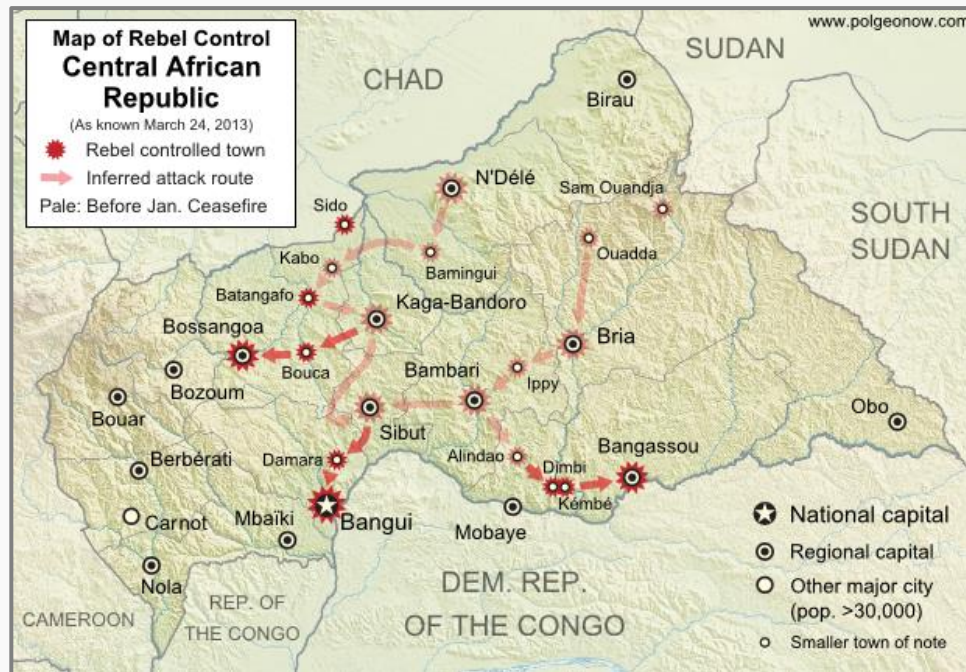 www.polgeonow.com
Map of Rebel Control
Central African
Republic
(As known March 24, 2013)
Rebel controlled town
Inferred attack route
Pale: Before Jan. Ceasefire
SUDAN
CHAD
Birau
N'Délé
Sam Ouandja
SOUTH
SUDAN
Sido
Ouadda
Kabo
Bamingui
Batangafo
Kaga-Bandoro
Bossangoa
Bria
Bouca
Bambari
Ippy
Bozoum
Bouar
Obo
Sibut
Bangassou
Damara
Alindao
Dimbi
Berbérati
Kémbé
Carnot
Mbaïki
Bangui
Mobaye
Nola
CAMEROON
REP. OF
THE CONGO
DEM. REP.
OF THE CONGO
National capital
Regional capital
Other major city
(pop. >30,000)
Smaller town of note